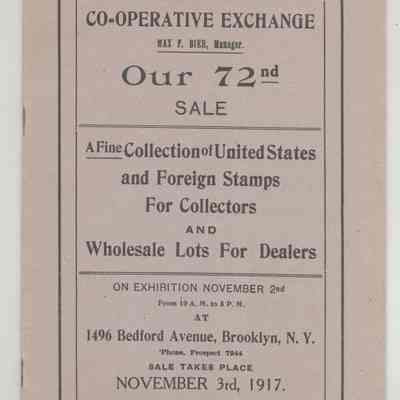 CO-OPERATIVE EXCHANGE
MAX F. BIER, Manager.
Our 72nd
SALE
A Fine Collection of United States
and Foreign Stamps
For Collectors
AND
Wholesale Lots For Dealers
ON EXHIBITION NOVEMBER 2nd
From 10 A. M. to 8 P. M.
AT
1496 Bedford Avenue, Brooklyn, N. Y.
'Phone, Prospect 7944
SALE TAKES PLACE
NOVEMBER 3rd, 1917.